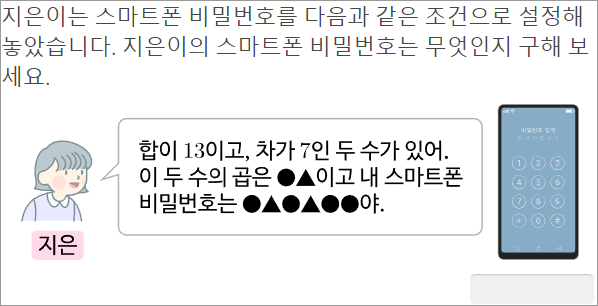 지은이는 스마트폰 비밀번호를 다음과 같은 조건으로 설정해
놓았습니다. 지은이의 스마트폰 비밀번호는 무엇인지 구해 보
세요.
합이 13이고, 차가 7인 두 수가 있어.
이 두 수의 곱은 ●▲이고 내 스마트폰
비밀번호는 ●▲●▲●●야.
지은
비밀번호 입력
1 2 3
4 5 6
7 8 9
0